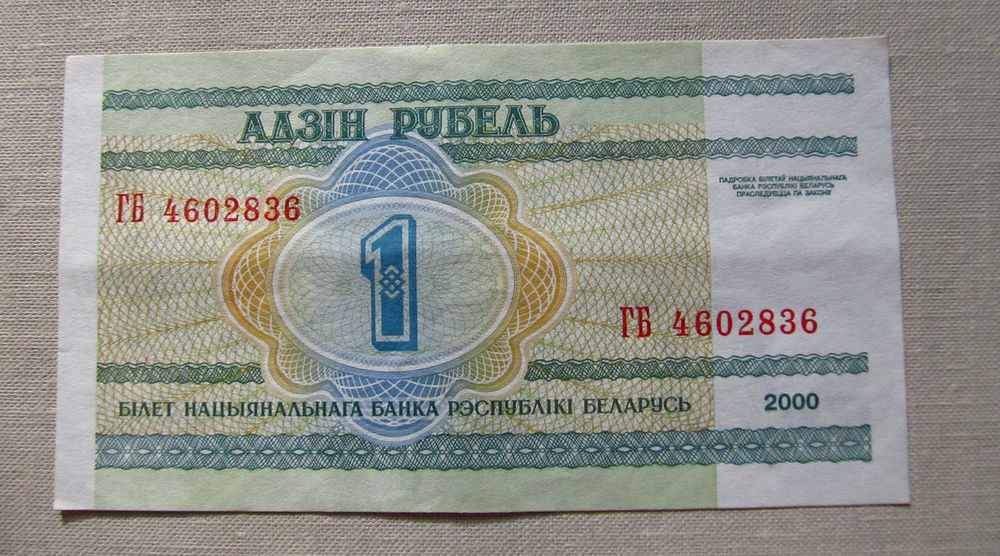 АДЗІН РУБЕЛЬ
ПАДРОБКА БІЛЕТАЎ НАЦЫЯНАЛЬНАГА
БАНКА РЭСПУБЛІКІ БЕЛАРУСЬ
ПРАСЛЕДУЕЦЦА ПА ЗАКОНУ
ГБ 4602836
1
ГБ 4602836
БІЛЕТ НАЦЫЯНАЛЬНАГА БАНКА РЭСПУБЛІКІ БЕЛАРУСЬ
2000